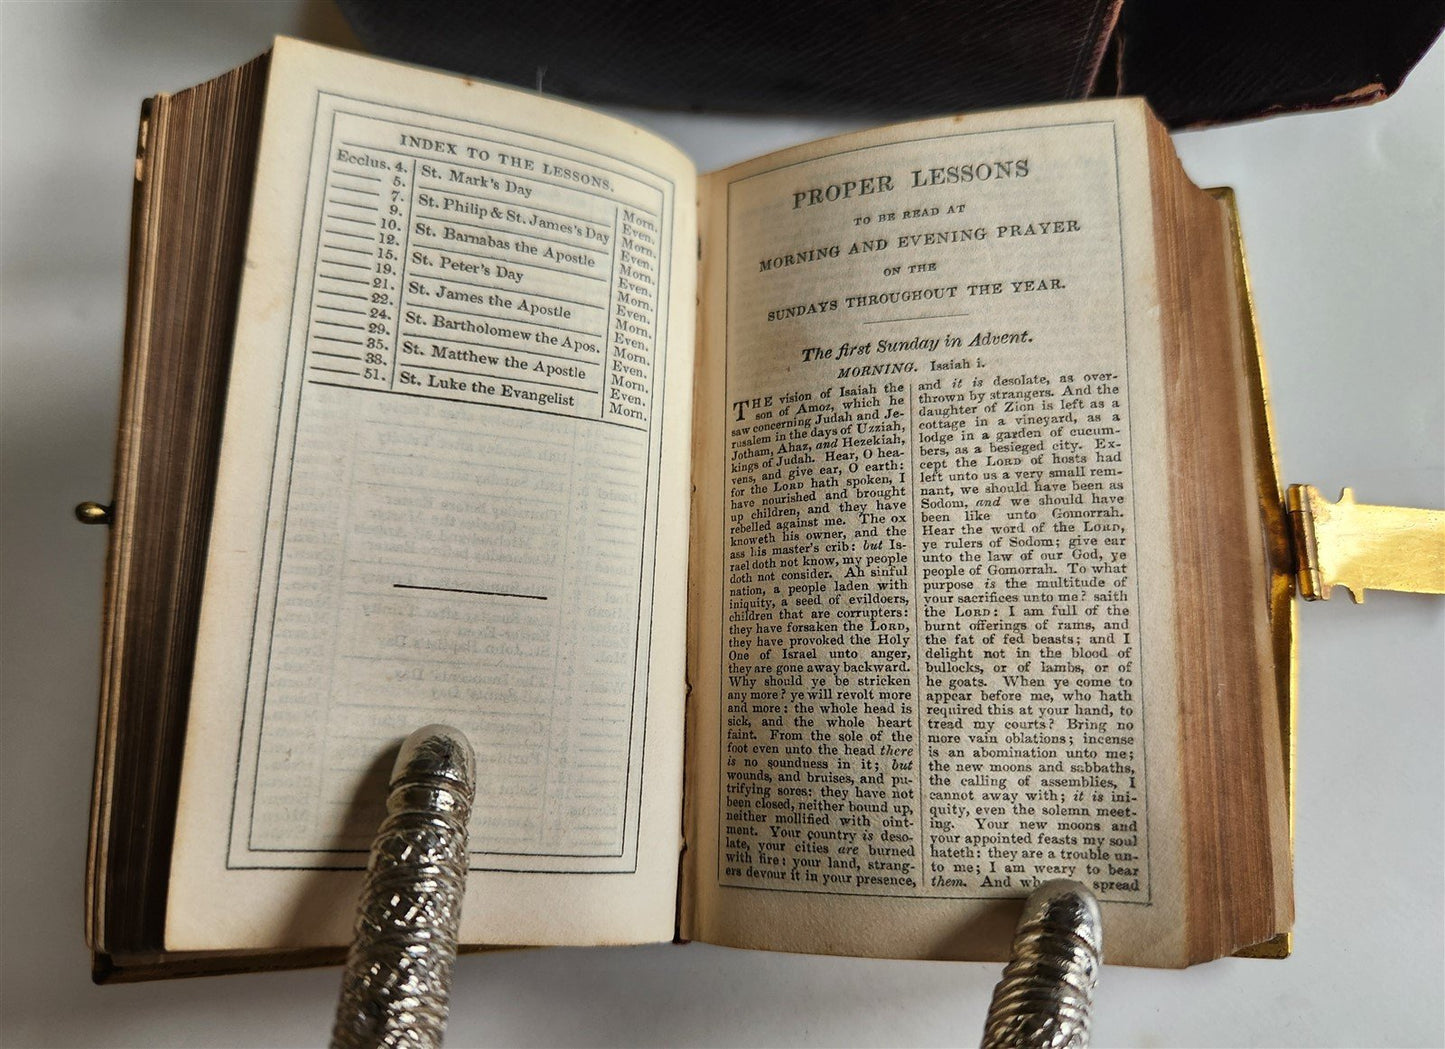 INDEX TO THE LESSONS.
Ecclus. 4. St. Mark's Day Morn.
5. Even.
7. St. Philip & St. James's Day Morn.
9. Even.
10. St. Barnabas the Apostle Morn.
12. Even.
15. St. Peter's Day Morn.
19. Even.
21. St. James the Apostle Morn.
22. Even.
24. St. Bartholomew the Apos. Morn.
29. Even.
35. St. Matthew the Apostle Morn.
38. Even.
51. St. Luke the Evangelist Morn.
PROPER LESSONS
TO BE READ AT
MORNING AND EVENING PRAYER
ON THE
SUNDAYS THROUGHOUT THE YEAR.
The first Sunday in Advent.
MORNING. Isaiah i.
THE vision of Isaiah the
son of Amoz, which he
saw concerning Judah and Je-
rusalem in the days of Uzziah,
Jotham, Ahaz, and Hezekiah,
kings of Judah. Hear, O hea-
vens, and give ear, O earth:
for the LORD hath spoken, I
have nourished and brought
up children, and they have
rebelled against me. The ox
knoweth his owner, and the
ass his master's crib: but Is-
rael doth not know, my people
doth not consider. Ah sinful
nation, a people laden with
iniquity, a seed of evildoers,
children that are corrupters:
they have forsaken the LORD,
they have provoked the Holy
One of Israel unto anger,
they are gone away backward.
Why should ye be stricken
any more? ye will revolt more
and more: the whole head is
sick, and the whole heart
faint. From the sole of the
foot even unto the head there
is no soundness in it; but
wounds, and bruises, and pu-
trifying sores: they have not
been closed, neither bound up,
neither mollified with oint-
ment. Your country is deso-
late, your cities are burned
with fire: your land, strang-
ers devour it in your presence,
and it is desolate, as over-
thrown by strangers. And the
daughter of Zion is left as a
cottage in a vineyard, as a
lodge in a garden of cucum-
bers, as a besieged city. Ex-
cept the LORD of hosts had
left unto us a very small rem-
nant, we should have been as
Sodom, and we should have
been like unto Gomorrah.
Hear the word of the LORD,
ye rulers of Sodom; give ear
unto the law of our God, ye
people of Gomorrah. To what
purpose is the multitude of
your sacrifices unto me? saith
the LORD: I am full of the
burnt offerings of rams, and
the fat of fed beasts; and I
delight not in the blood of
bullocks, or of lambs, or of
he goats. When ye come to
appear before me, who hath
required this at your hand, to
tread my courts? Bring no
more vain oblations; incense
is an abomination unto me;
the new moons and sabbaths,
the calling of assemblies, I
cannot away with; it is ini-
quity, even the solemn meet-
ing. Your new moons and
your appointed feasts my soul
hateth: they are a trouble un-
to me; I am weary to bear
them. And spread